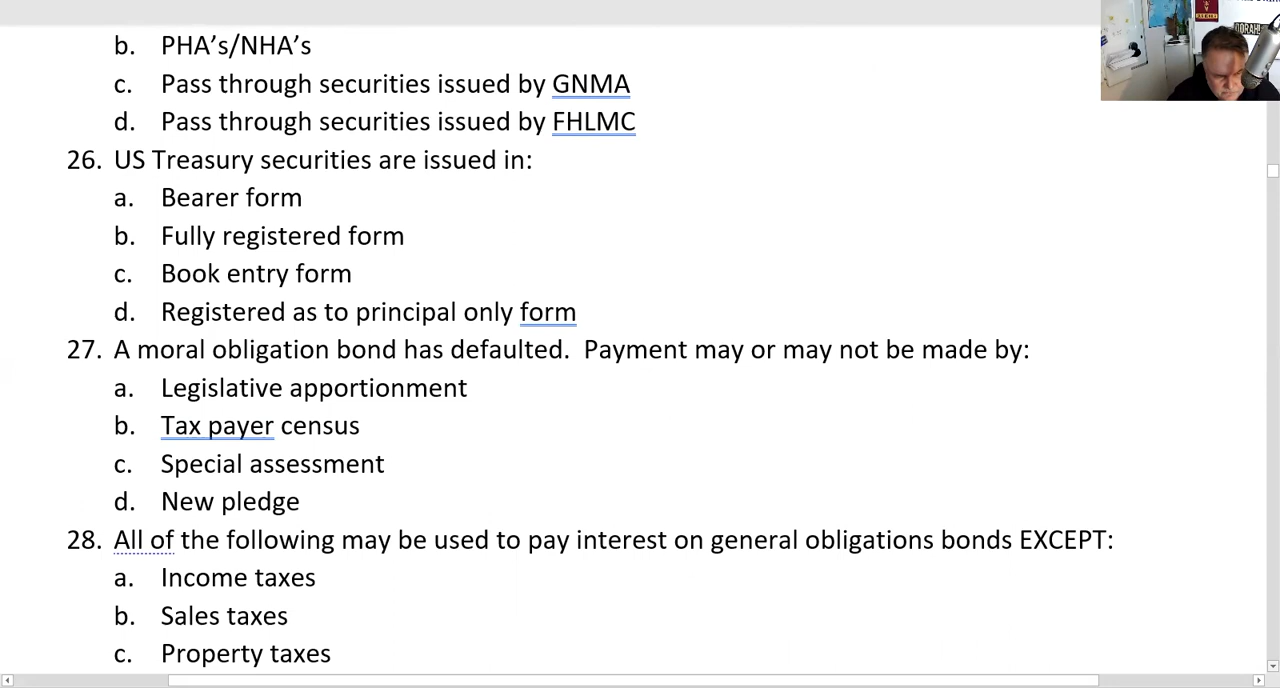 b. PHA's/NHA's
c. Pass through securities issued by GNMA
d. Pass through securities issued by FHLMC
26. US Treasury securities are issued in:
a. Bearer form
b. Fully registered form
c. Book entry form
d. Registered as to principal only form
27. A moral obligation bond has defaulted.  Payment may or may not be made by:
a. Legislative apportionment
b. Tax payer census
c. Special assessment
d. New pledge
28. All of the following may be used to pay interest on general obligations bonds EXCEPT:
a. Income taxes
b. Sales taxes
c. Property taxes